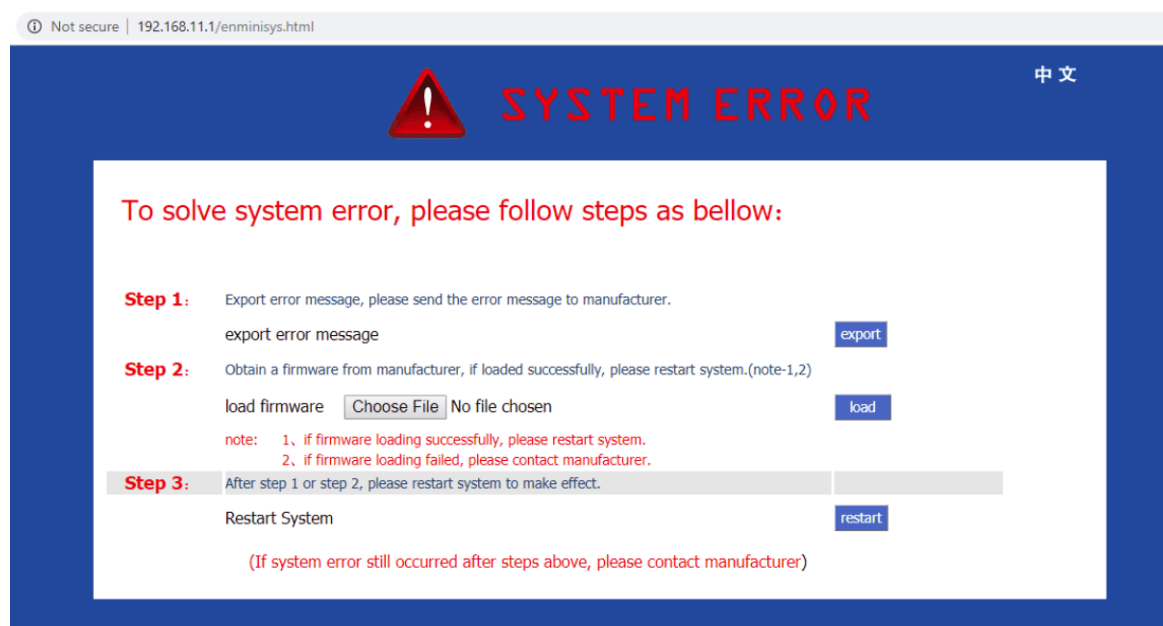 Not secure | 192.168.11.1/enminisys.html
中文
SYSTEM ERROR
To solve system error, please follow steps as bellow：
Step 1： Export error message, please send the error message to manufacturer.
export error message export
Step 2： Obtain a firmware from manufacturer, if loaded successfully, please restart system.(note-1,2)
load firmware Choose File No file chosen load
note: 1、if firmware loading successfully, please restart system.
2、if firmware loading failed, please contact manufacturer.
Step 3： After step 1 or step 2, please restart system to make effect.
Restart System restart
(If system error still occurred after steps above, please contact manufacturer)